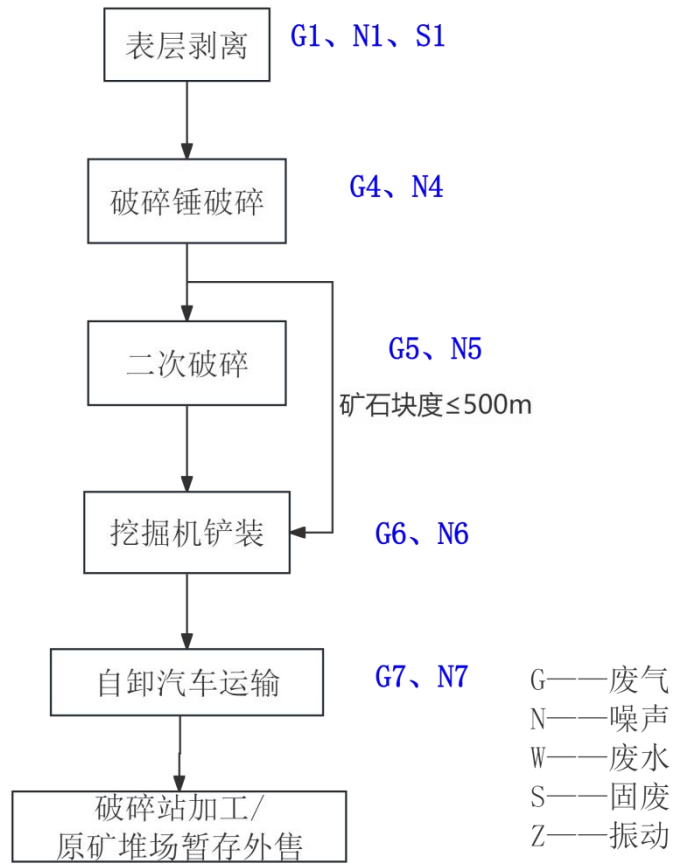 表层剥离
G1、N1、S1
破碎锤破碎
G4、N4
二次破碎
G5、N5
矿石块度≤500m
挖掘机铲装
G6、N6
自卸汽车运输
G7、N7
破碎站加工/
原矿堆场暂存外售
G——废气
N——噪声
W——废水
S——固废
Z——振动